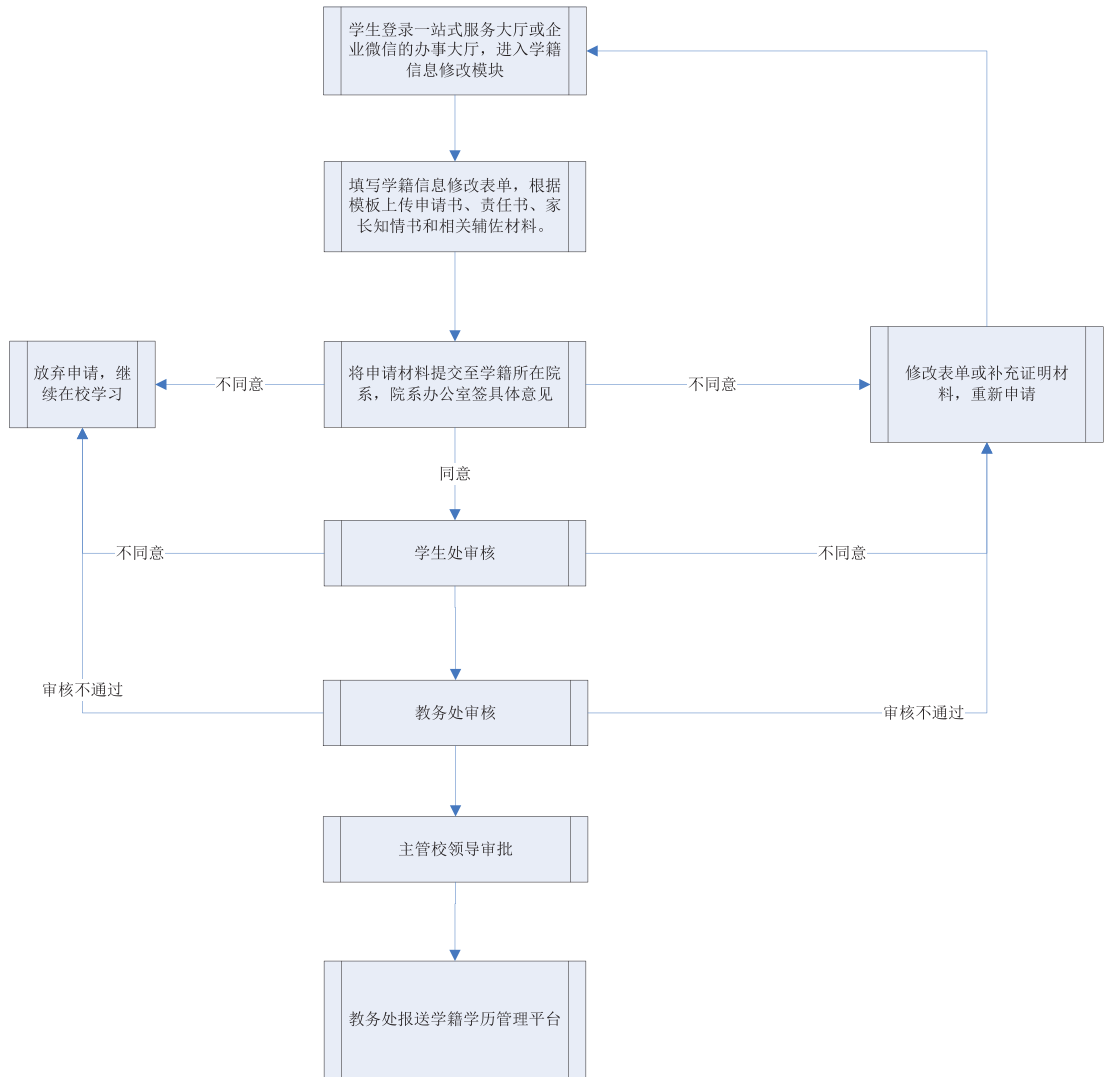 学生登录一站式服务大厅或企
业微信的办事大厅，进入学籍
信息修改模块
填写学籍信息修改表单，根据
模板上传申请书、责任书、家
长知情书和相关辅佐材料。
放弃申请，继
续在校学习
不同意
将申请材料提交至学籍所在院
系，院系办公室签具体意见
不同意
修改表单或补充证明材
料，重新申请
同意
不同意
学生处审核
不同意
审核不通过
教务处审核
审核不通过
主管校领导审批
教务处报送学籍学历管理平台